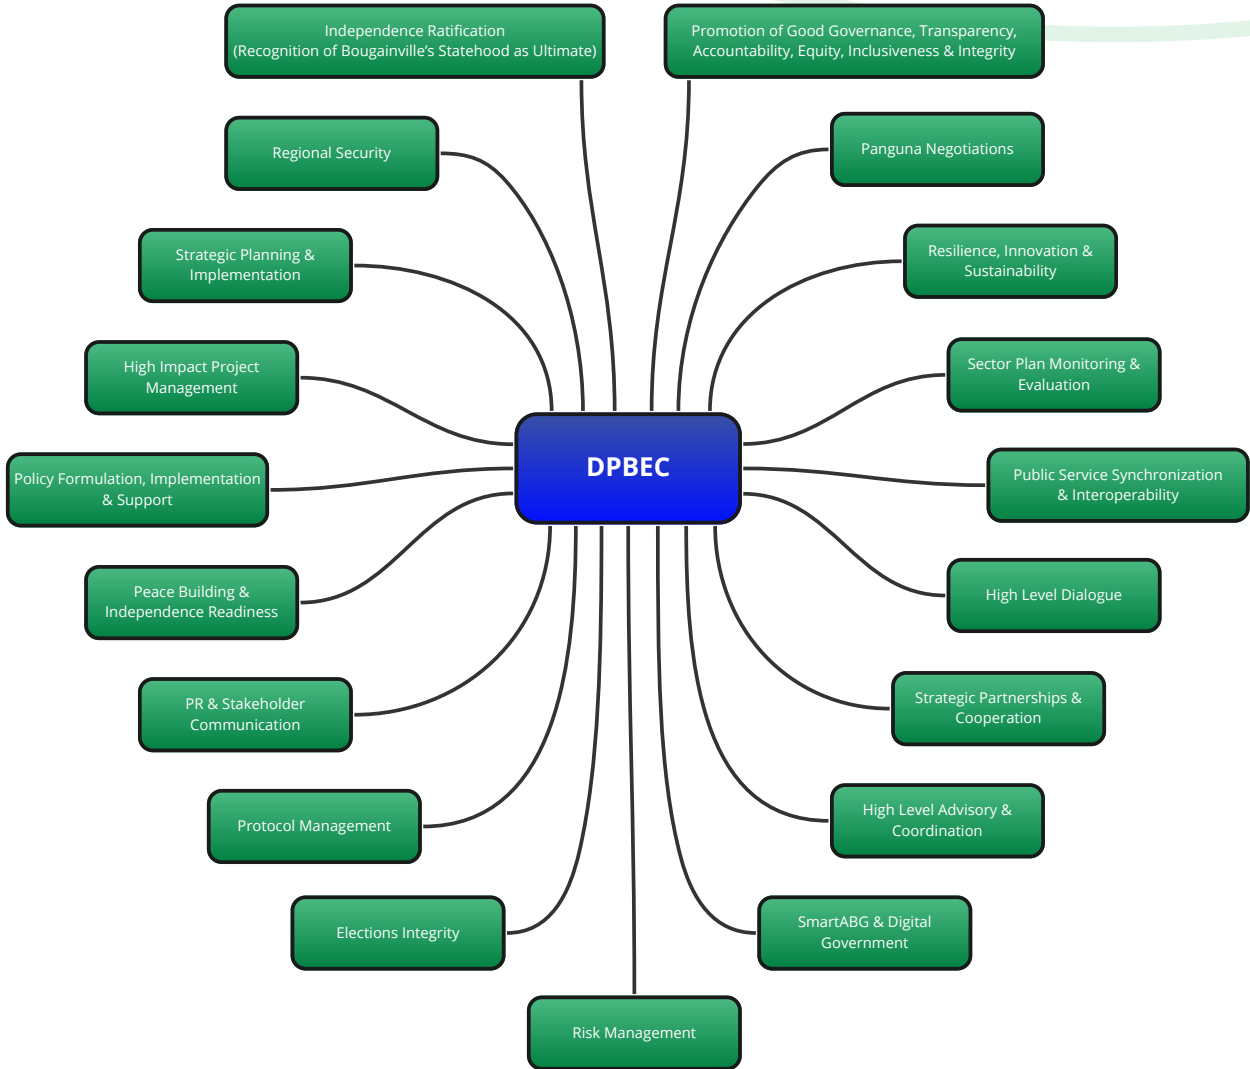 Independence Ratification
(Recognition of Bougainville’s Statehood as Ultimate)
Promotion of Good Governance, Transparency,
Accountability, Equity, Inclusiveness & Integrity
Regional Security
Panguna Negotiations
Strategic Planning &
Implementation
Resilience, Innovation &
Sustainability
High Impact Project
Management
Sector Plan Monitoring &
Evaluation
DPBEC
Policy Formulation, Implementation
& Support
Public Service Synchronization
& Interoperability
Peace Building &
Independence Readiness
High Level Dialogue
PR & Stakeholder
Communication
Strategic Partnerships &
Cooperation
Protocol Management
High Level Advisory &
Coordination
Elections Integrity
SmartABG & Digital
Government
Risk Management